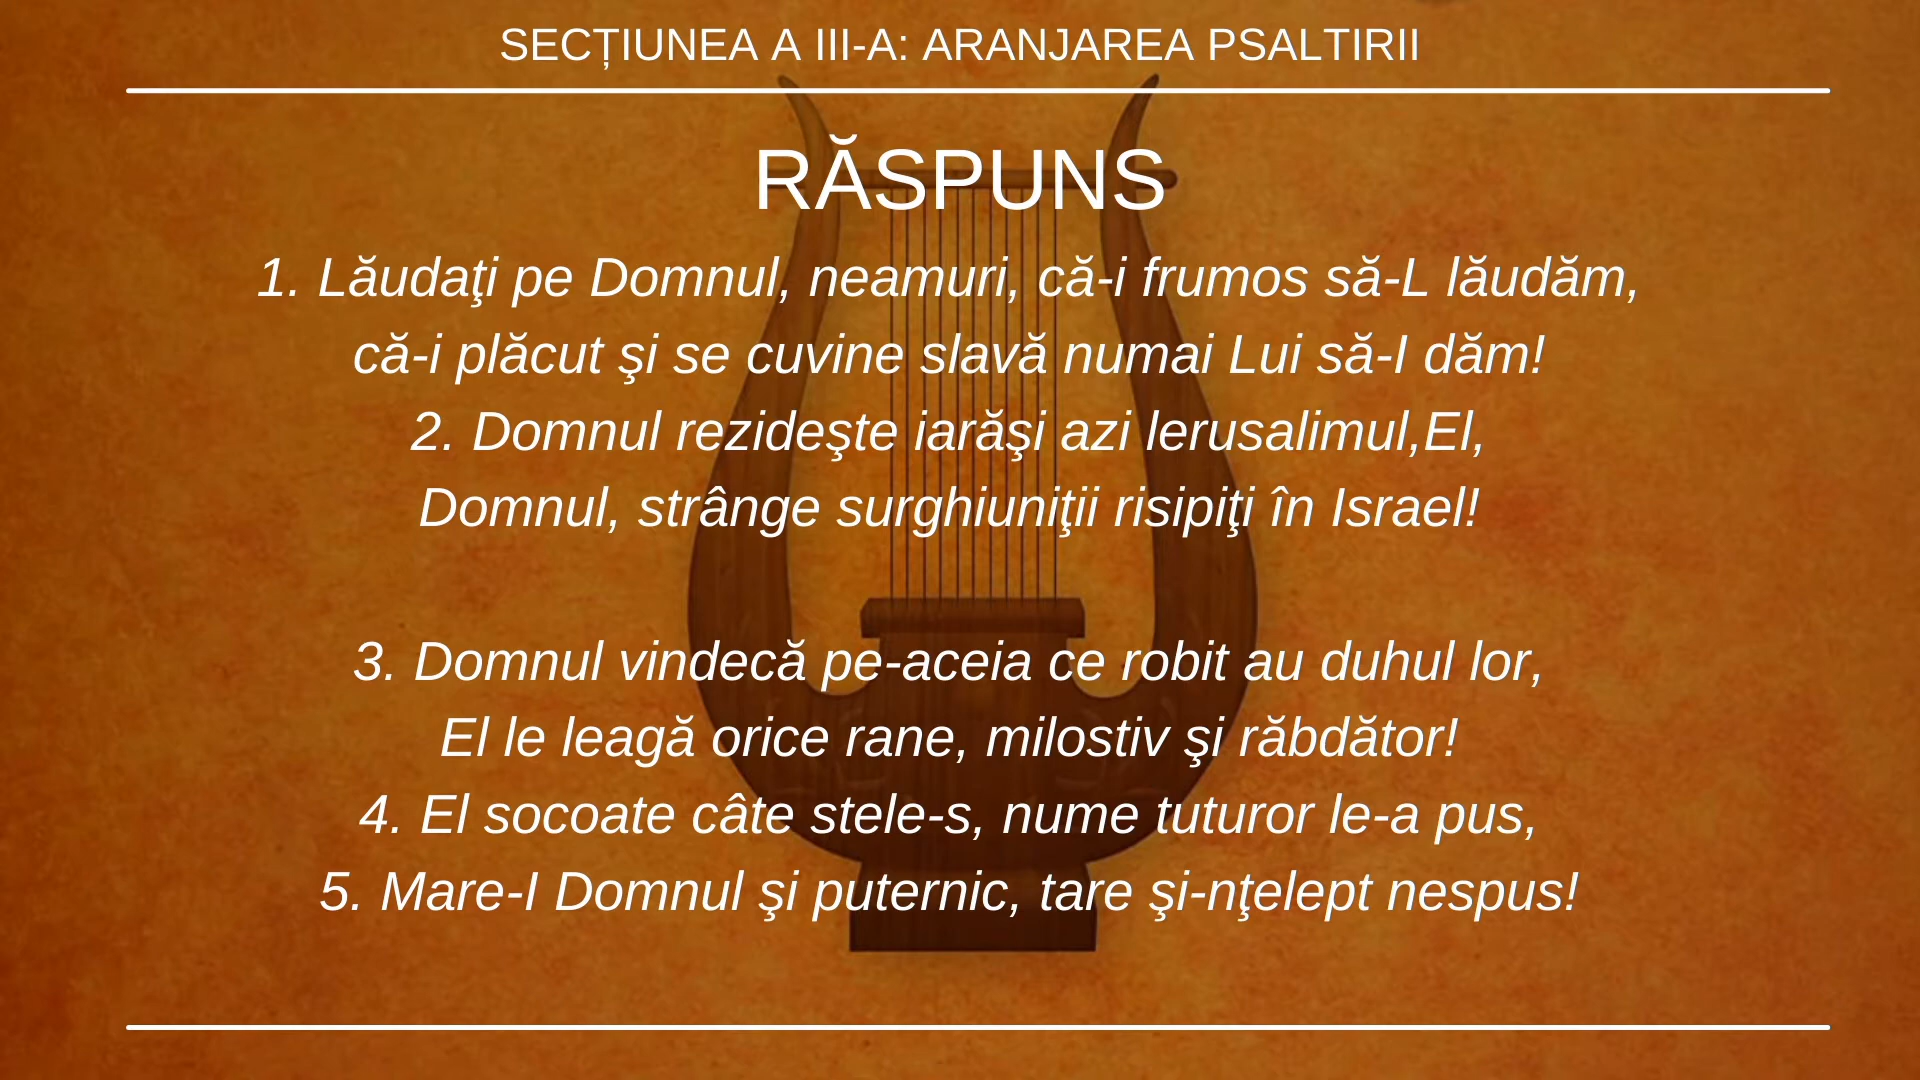 SECȚIUNEA A III-A: ARANJAREA PSALTIRII
RĂSPUNS
1. Lăudaţi pe Domnul, neamuri, că-i frumos să-L lăudăm,
că-i plăcut şi se cuvine slavă numai Lui să-I dăm!
2. Domnul rezideşte iarăşi azi Ierusalimul,El,
Domnul, strânge surghiuniţii risipiţi în Israel!
3. Domnul vindecă pe-aceia ce robit au duhul lor,
El le leagă orice rane, milostiv şi răbdător!
4. El socoate câte stele-s, nume tuturor le-a pus,
5. Mare-I Domnul şi puternic, tare şi-nţelept nespus!